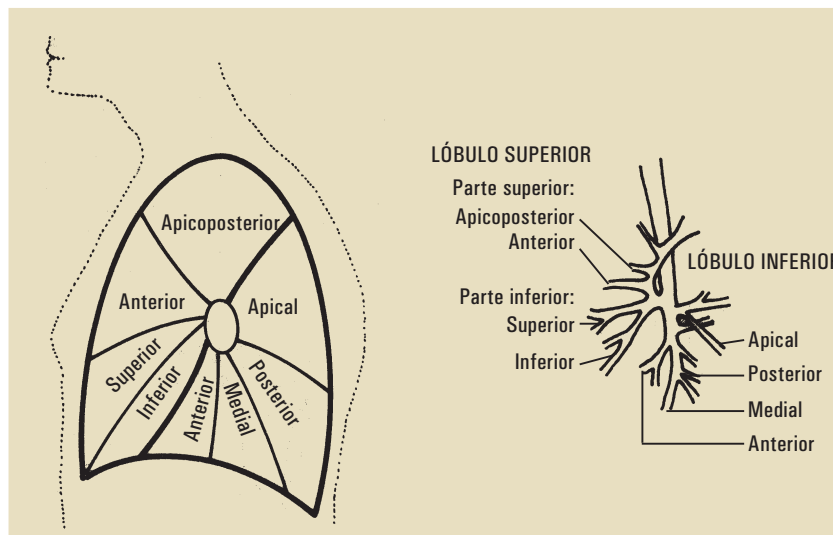 Apicoposterior
Anterior
Apical
Superior
Inferior
Anterior
Medial
Posterior
LÓBULO SUPERIOR
Parte superior:
Apicoposterior
Anterior
Parte inferior:
Superior
Inferior
LÓBULO INFERIOR
Apical
Posterior
Medial
Anterior